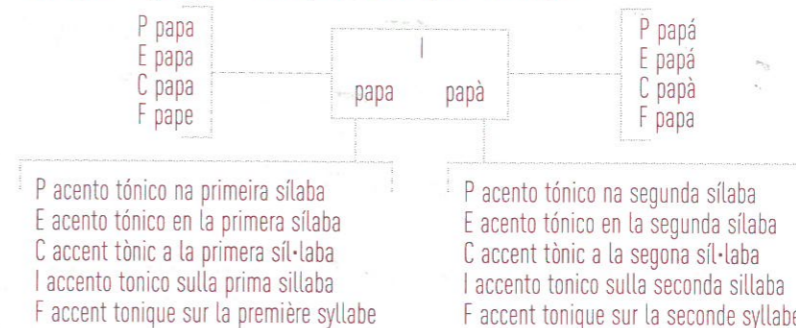 P papa
E papa
C papa
F pape
I
papa papà
P papá
E papá
C papà
F papa
P acento tónico na primeira sílaba
E acento tónico en la primera sílaba
C accent tònic a la primera síl·laba
I accento tonico sulla prima sillaba
F accent tonique sur la première syllabe
P acento tónico na segunda sílaba
E acento tónico en la segunda sílaba
C accent tònic a la segona síl·laba
I accento tonico sulla seconda sillaba
F accent tonique sur la seconde syllabe